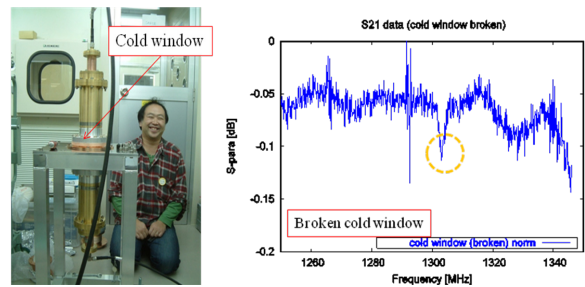 Cold window
S21 data (cold window broken)
0
-0.05
-0.1
-0.15
-0.2
S-para [dB]
Broken cold window
cold window (broken) norm
1260
1280
1300
1320
1340
Frequency [MHz]